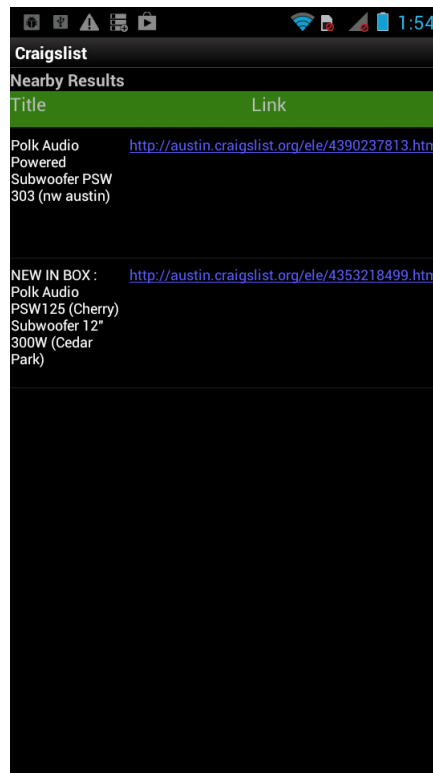 1:54
Craigslist
Nearby Results
Title Link
Polk Audio http://austin.craigslist.org/ele/4390237813.htm
Powered
Subwoofer PSW
303 (nw austin)
NEW IN BOX : http://austin.craigslist.org/ele/4353218499.htm
Polk Audio
PSW125 (Cherry)
Subwoofer 12"
300W (Cedar
Park)